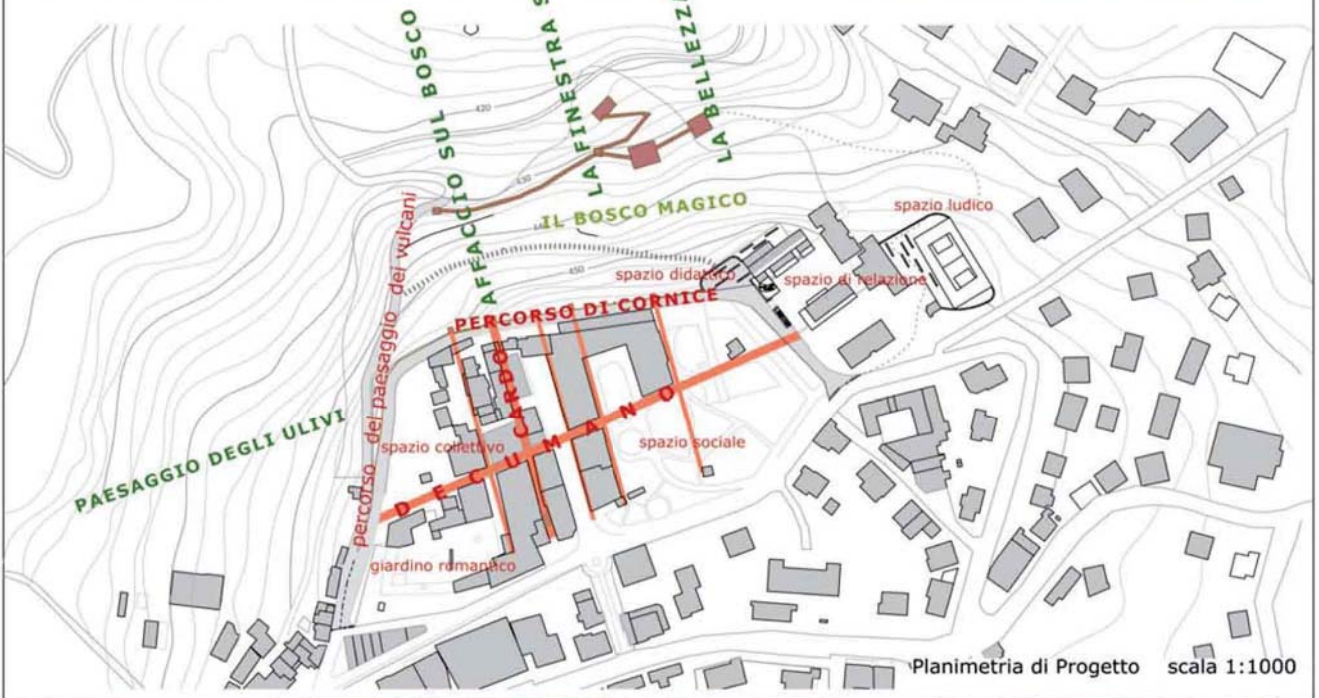 AFFACCIO SUL BOSCO
LA FINESTRA S
LA BELLEZZA
420
430
IL BOSCO MAGICO
450
spazio ludico
spazio didattico
spazio di relazione
PERCORSO DI CORNICE
percorso del paesaggio dei vulcani
CARDO
DECUMANO
PAESAGGIO DEGLI ULIVI
spazio collettivo
spazio sociale
giardino romantico
Planimetria di Progetto scala 1:1000